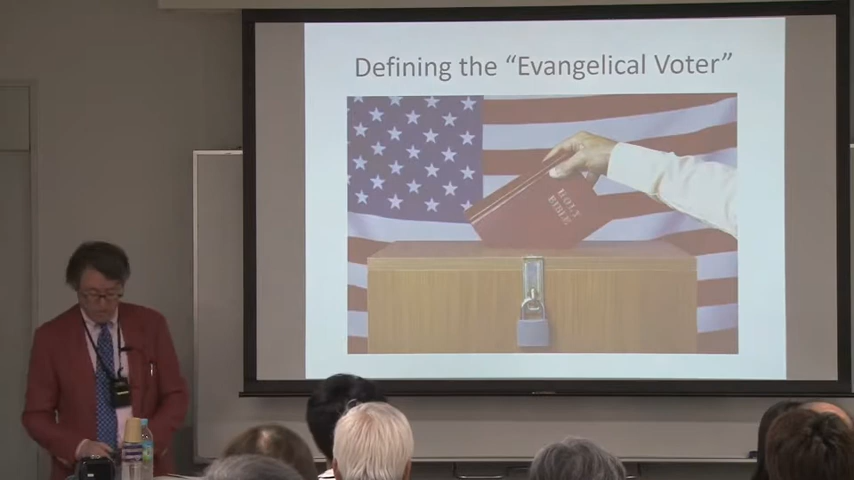 Defining the “Evangelical Voter”
HOLY
BIBLE